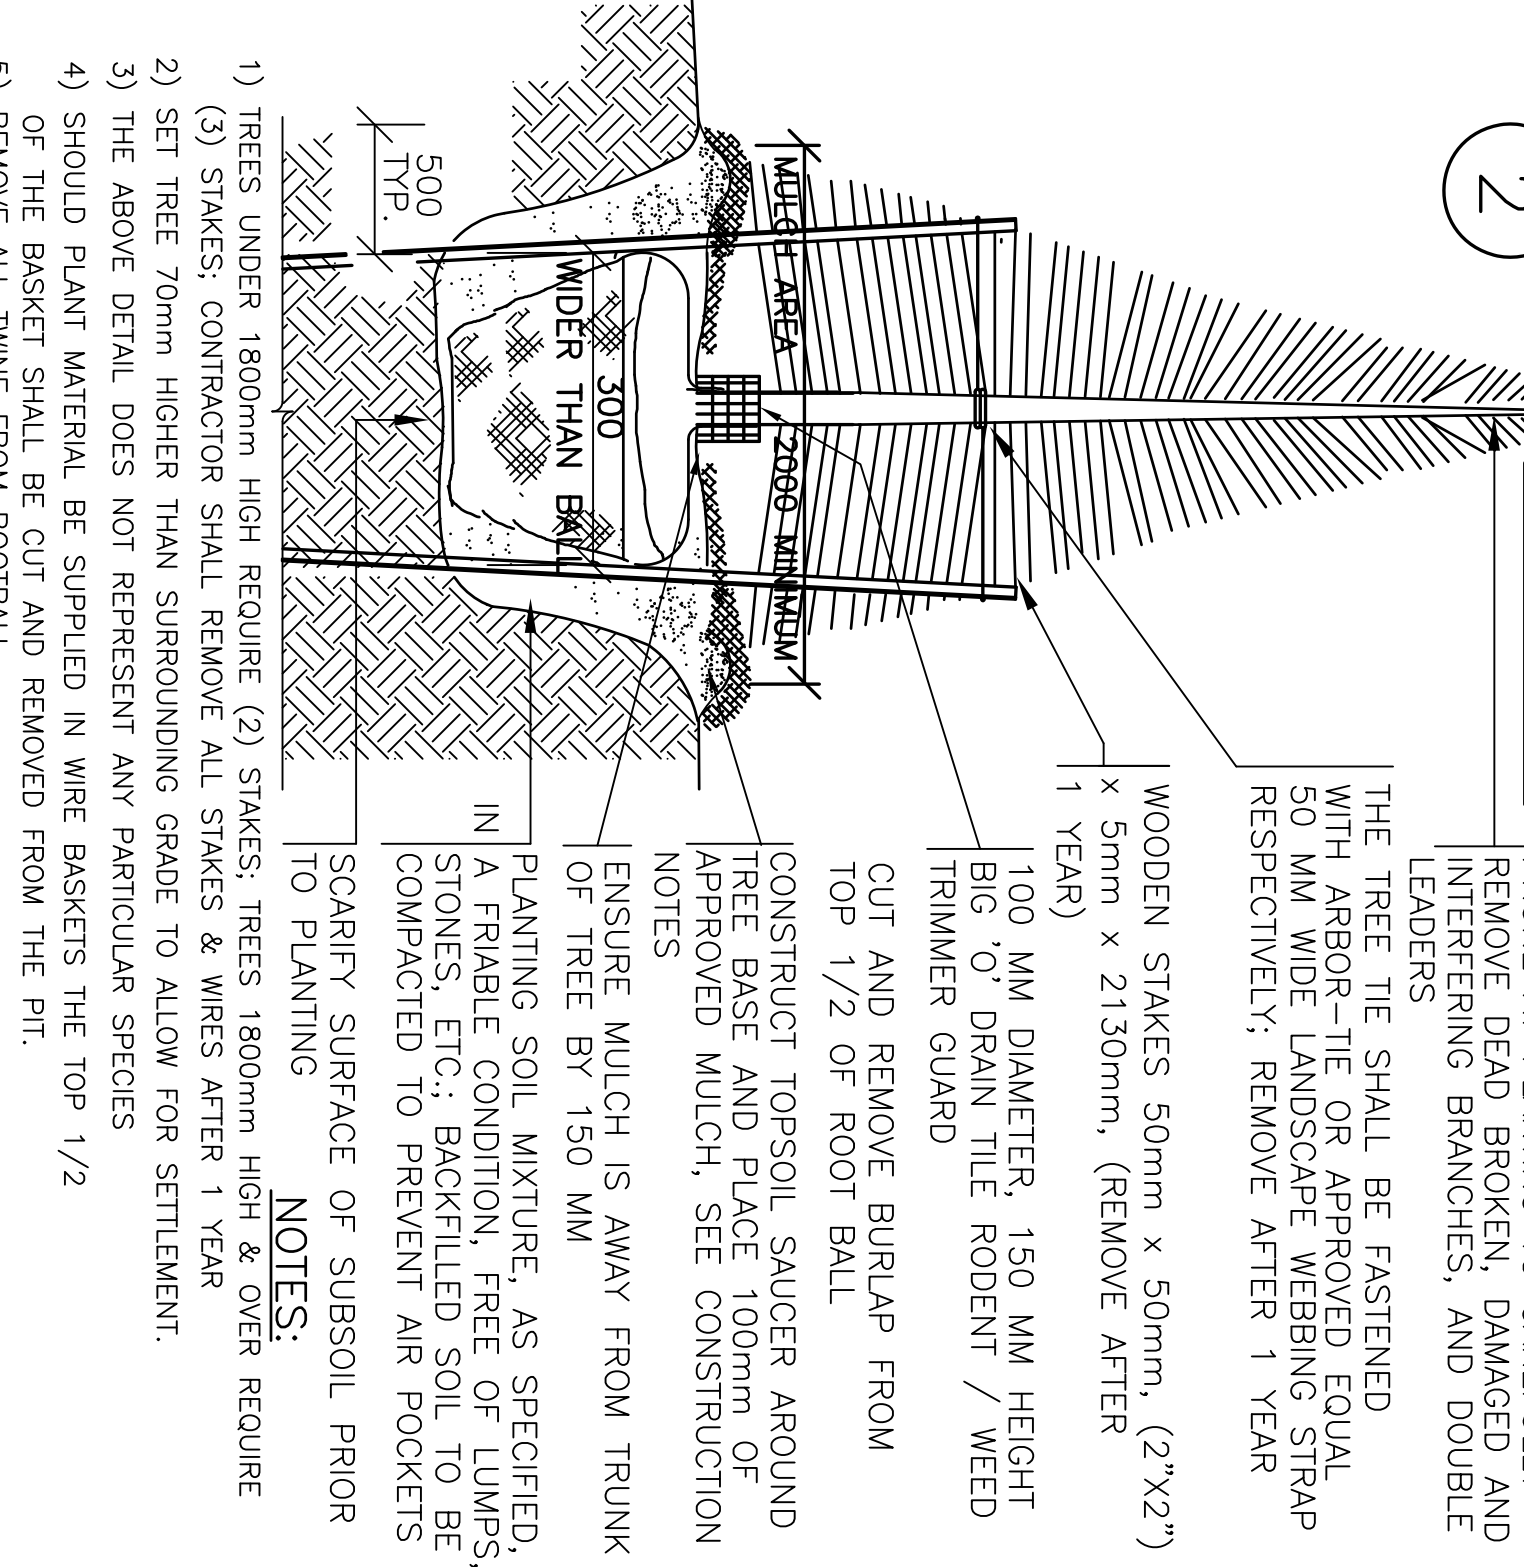 2
REMOVE DEAD BROKEN, DAMAGED AND
INTERFERING BRANCHES, AND DOUBLE
LEADERS
THE TREE TIE SHALL BE FASTENED
WITH ARBOR-TIE OR APPROVED EQUAL
50 MM WIDE LANDSCAPE WEBBING STRAP
RESPECTIVELY; REMOVE AFTER 1 YEAR
WOODEN STAKES 50mm x 50mm, (2"X2")
x 5mm x 2130mm, (REMOVE AFTER
1 YEAR)
100 MM DIAMETER, 150 MM HEIGHT
BIG 'O' DRAIN TILE RODENT / WEED
TRIMMER GUARD
CUT AND REMOVE BURLAP FROM
TOP 1/2 OF ROOT BALL
MULCH AREA 2000 MINIMUM
CONSTRUCT TOPSOIL SAUCER AROUND
TREE BASE AND PLACE 100mm OF
APPROVED MULCH, SEE CONSTRUCTION
NOTES
ENSURE MULCH IS AWAY FROM TRUNK
OF TREE BY 150 MM
300
WIDER THAN BALL
PLANTING SOIL MIXTURE, AS SPECIFIED,
IN A FRIABLE CONDITION, FREE OF LUMPS,
STONES, ETC.; BACKFILLED SOIL TO BE
COMPACTED TO PREVENT AIR POCKETS
500
TYP.
SCARIFY SURFACE OF SUBSOIL PRIOR
TO PLANTING
NOTES:
1) TREES UNDER 1800mm HIGH REQUIRE (2) STAKES; TREES 1800mm HIGH & OVER REQUIRE
(3) STAKES; CONTRACTOR SHALL REMOVE ALL STAKES & WIRES AFTER 1 YEAR
2) SET TREE 70mm HIGHER THAN SURROUNDING GRADE TO ALLOW FOR SETTLEMENT.
3) THE ABOVE DETAIL DOES NOT REPRESENT ANY PARTICULAR SPECIES
4) SHOULD PLANT MATERIAL BE SUPPLIED IN WIRE BASKETS THE TOP 1/2
OF THE BASKET SHALL BE CUT AND REMOVED FROM THE PIT.
5) REMOVE ALL TWINE FROM ROOTBALL